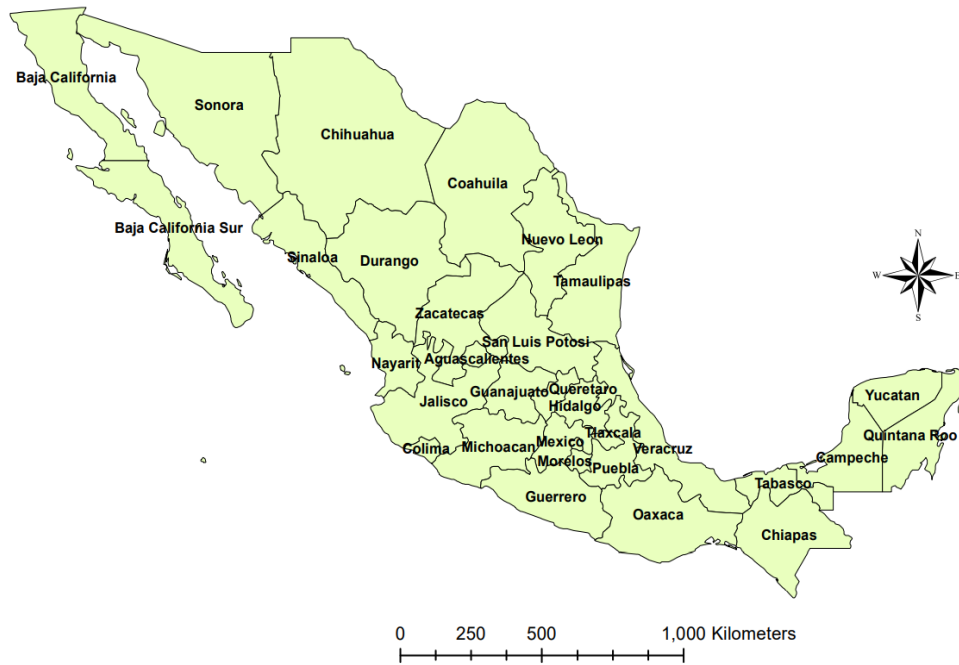 Baja California
Sonora
Chihuahua
Coahuila
Baja California Sur
Nuevo Leon
Sinaloa
Durango
Tamaulipas
Zacatecas
San Luis Potosi
Nayarit
Aguascalientes
Guanajuato
Queretaro
Jalisco
Hidalgo
Yucatan
Tlaxcala
Quintana Roo
Colima
Michoacan
Mexico
Veracruz
Campeche
Morelos
Puebla
Tabasco
Guerrero
Oaxaca
Chiapas
N
W
E
S
0 250 500 1,000 Kilometers